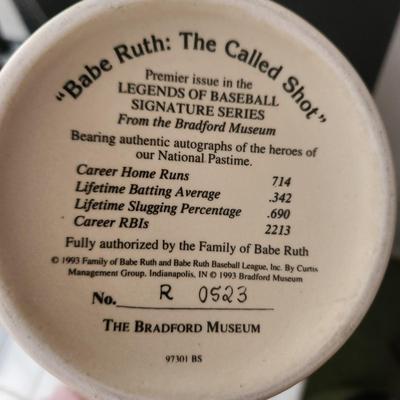 "Babe Ruth: The Called Shot"
Premier issue in the
LEGENDS OF BASEBALL
SIGNATURE SERIES
From the Bradford Museum
Bearing authentic autographs of the heroes of
our National Pastime.
Career Home Runs 714
Lifetime Batting Average .342
Lifetime Slugging Percentage .690
Career RBIs 2213
Fully authorized by the Family of Babe Ruth
© 1993 Family of Babe Ruth and Babe Ruth Baseball League, Inc. By Curtis
Management Group. Indianapolis, IN © 1993 Bradford Museum
No. R 0523
THE BRADFORD MUSEUM
97301 BS